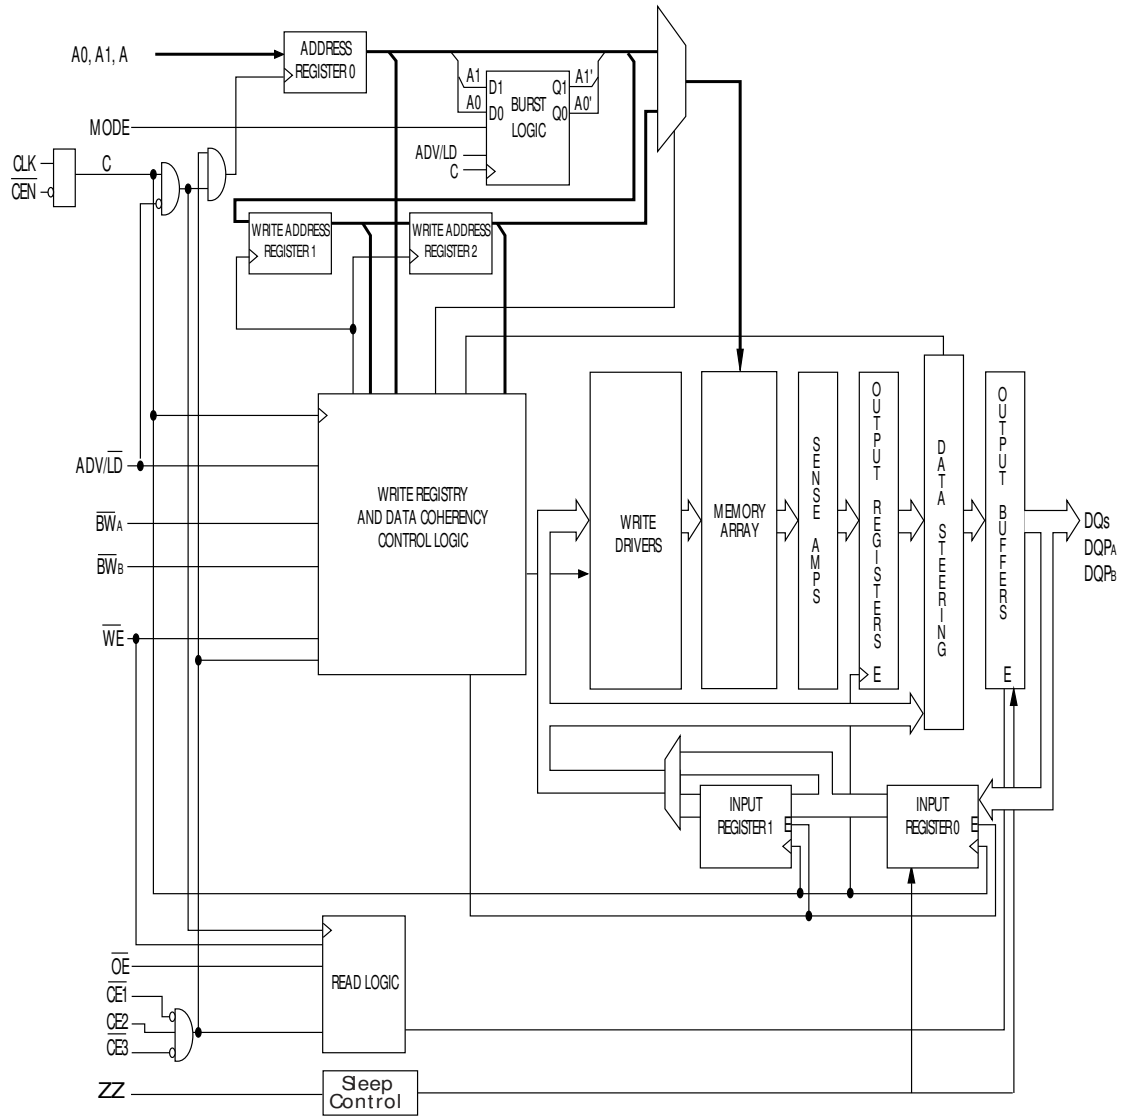 A0, A1, A
ADDRESS
REGISTER 0
A1
A0
D1
D0
BURST
LOGIC
Q1
Q0
A1'
A0'
MODE
ADV/LD
C
CLK
CEN
C
WRITE ADDRESS
REGISTER 1
WRITE ADDRESS
REGISTER 2
ADV/LD
BWA
BWB
WE
WRITE REGISTRY
AND DATA COHERENCY
CONTROL LOGIC
WRITE
DRIVERS
MEMORY
ARRAY
SENSE AMPS
OUTPUT REGISTERS
E
DATA STEERING
OUTPUT BUFFERS
E
DQs
DQPA
DQPB
INPUT
REGISTER 1
E
INPUT
REGISTER 0
E
OE
CE1
CE2
CE3
READ LOGIC
ZZ
Sleep
Control